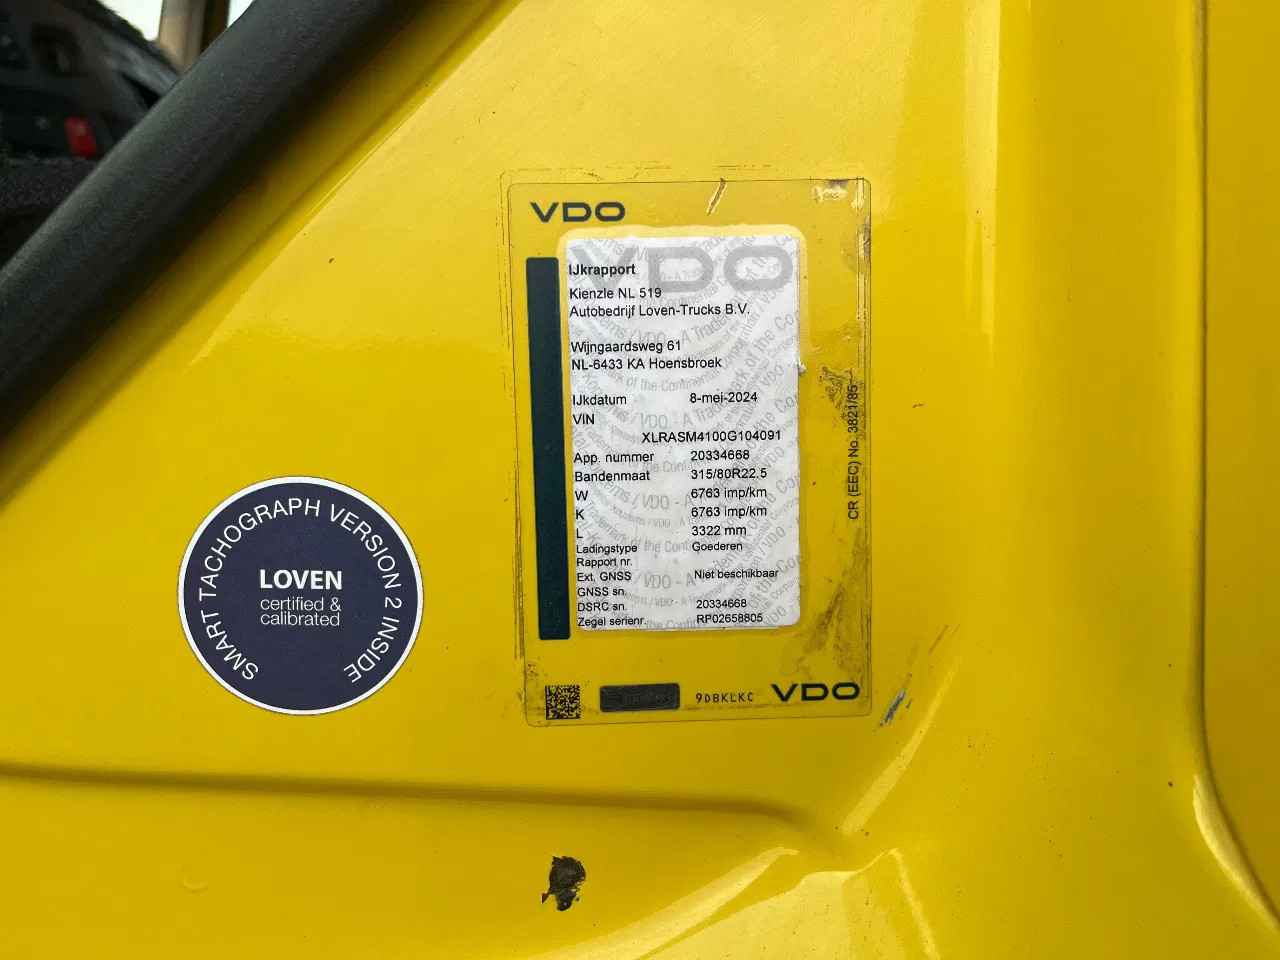 VDO
IJkrapport
Kienzle NL 519
Autobedrijf Loven-Trucks B.V.
Wijngaardsweg 61
NL-6433 KA Hoensbroek
IJkdatum 8-mei-2024
VIN
XLRASM4100G104091
App. nummer 20334668
Bandenmaat 315/80R22.5
W 6763 imp/km
K 6763 imp/km
L 3322 mm
Ladingstype Goederen
Rapport nr.
Ext. GNSS Niet beschikbaar
GNSS sn.
DSRC sn. 20334668
Zegel serienr. RP02658805
CR (EEC) No. 3821/85
9DBKLKC VDO
SMART TACHOGRAPH VERSION 2 INSIDE
LOVEN
certified &
calibrated